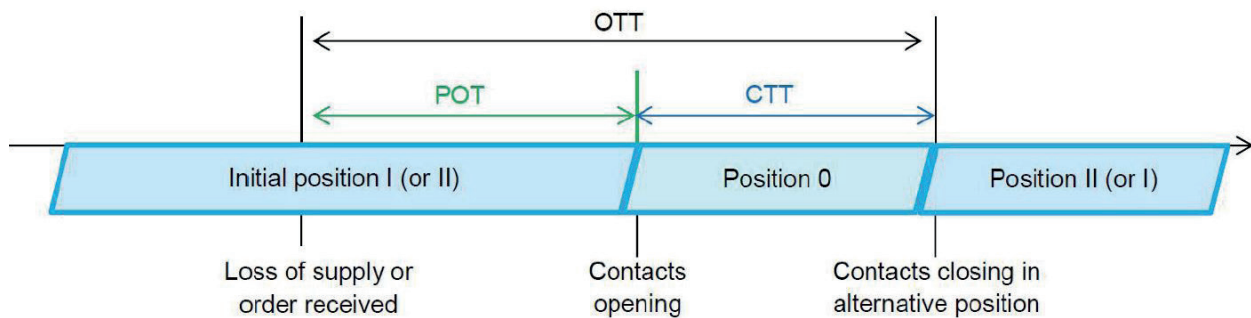 OTT
POT
CTT
Initial position I (or II)
Position 0
Position II (or I)
Loss of supply or
order received
Contacts
opening
Contacts closing in
alternative position